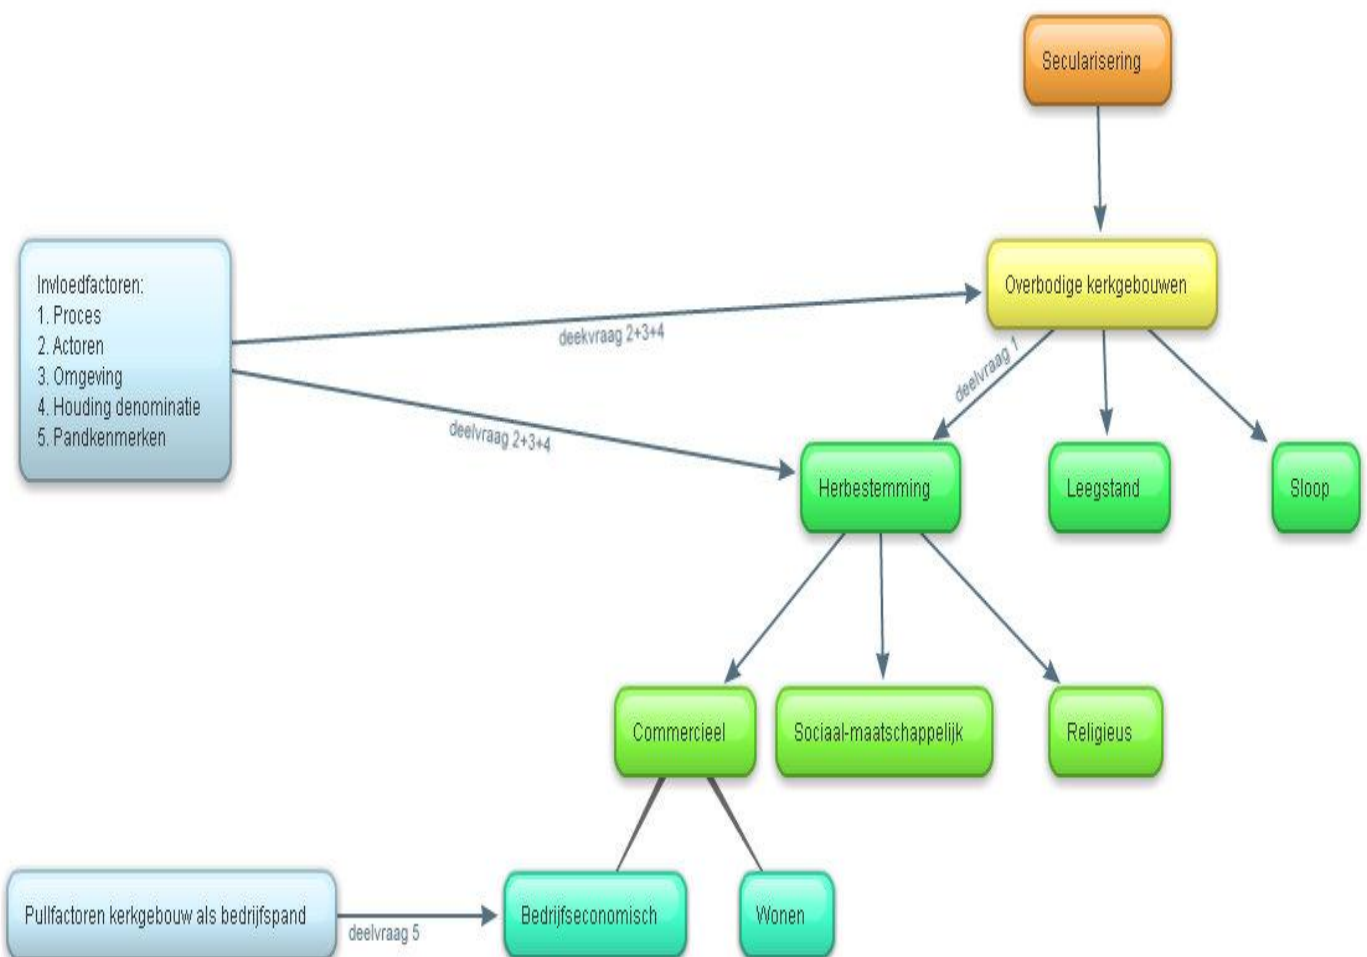 Secularisering
Overbodige kerkgebouwen
Invloedfactoren:
1. Proces
2. Actoren
3. Omgeving
4. Houding denominatie
5. Pandkenmerken
deekvraag 2+3+4
deelvraag 1
deelvraag 2+3+4
Herbestemming
Leegstand
Sloop
Commercieel
Sociaal-maatschappelijk
Religieus
Pullfactoren kerkgebouw als bedrijfspand
deelvraag 5
Bedrijfseconomisch
Wonen